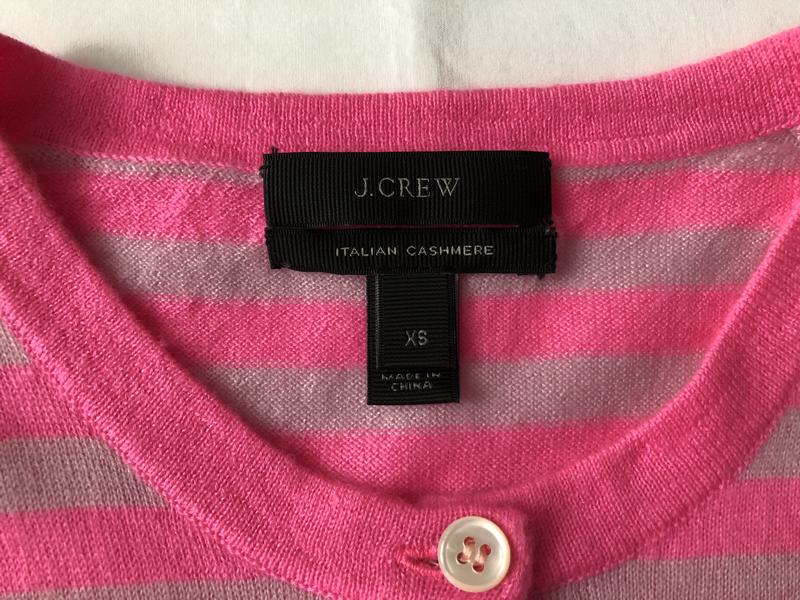 J.CREW
ITALIAN CASHMERE
XS
MADE IN
CHINA